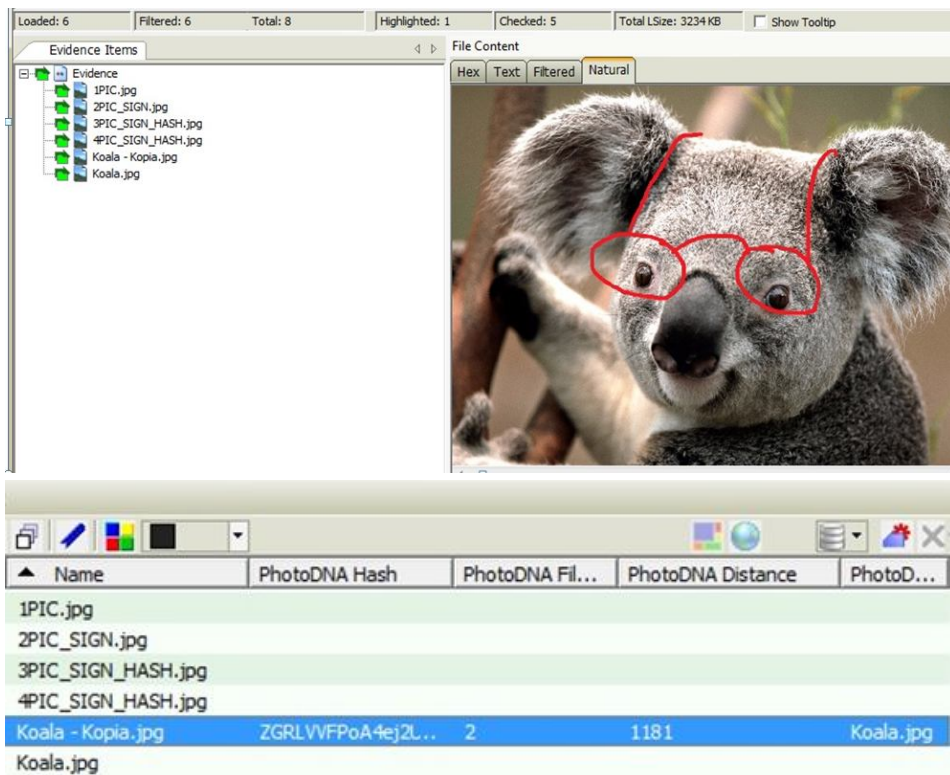 Loaded: 6 Filtered: 6 Total: 8 Highlighted: 1 Checked: 5 Total LSize: 3234 KB Show Tooltip
Evidence Items
Evidence
1PIC.jpg
2PIC_SIGN.jpg
3PIC_SIGN_HASH.jpg
4PIC_SIGN_HASH.jpg
Koala - Kopia.jpg
Koala.jpg
File Content
Hex Text Filtered Natural
Name PhotoDNA Hash PhotoDNA Fil... PhotoDNA Distance PhotoD...
1PIC.jpg
2PIC_SIGN.jpg
3PIC_SIGN_HASH.jpg
4PIC_SIGN_HASH.jpg
Koala - Kopia.jpg 2 1181 Koala.jpg
Koala.jpg